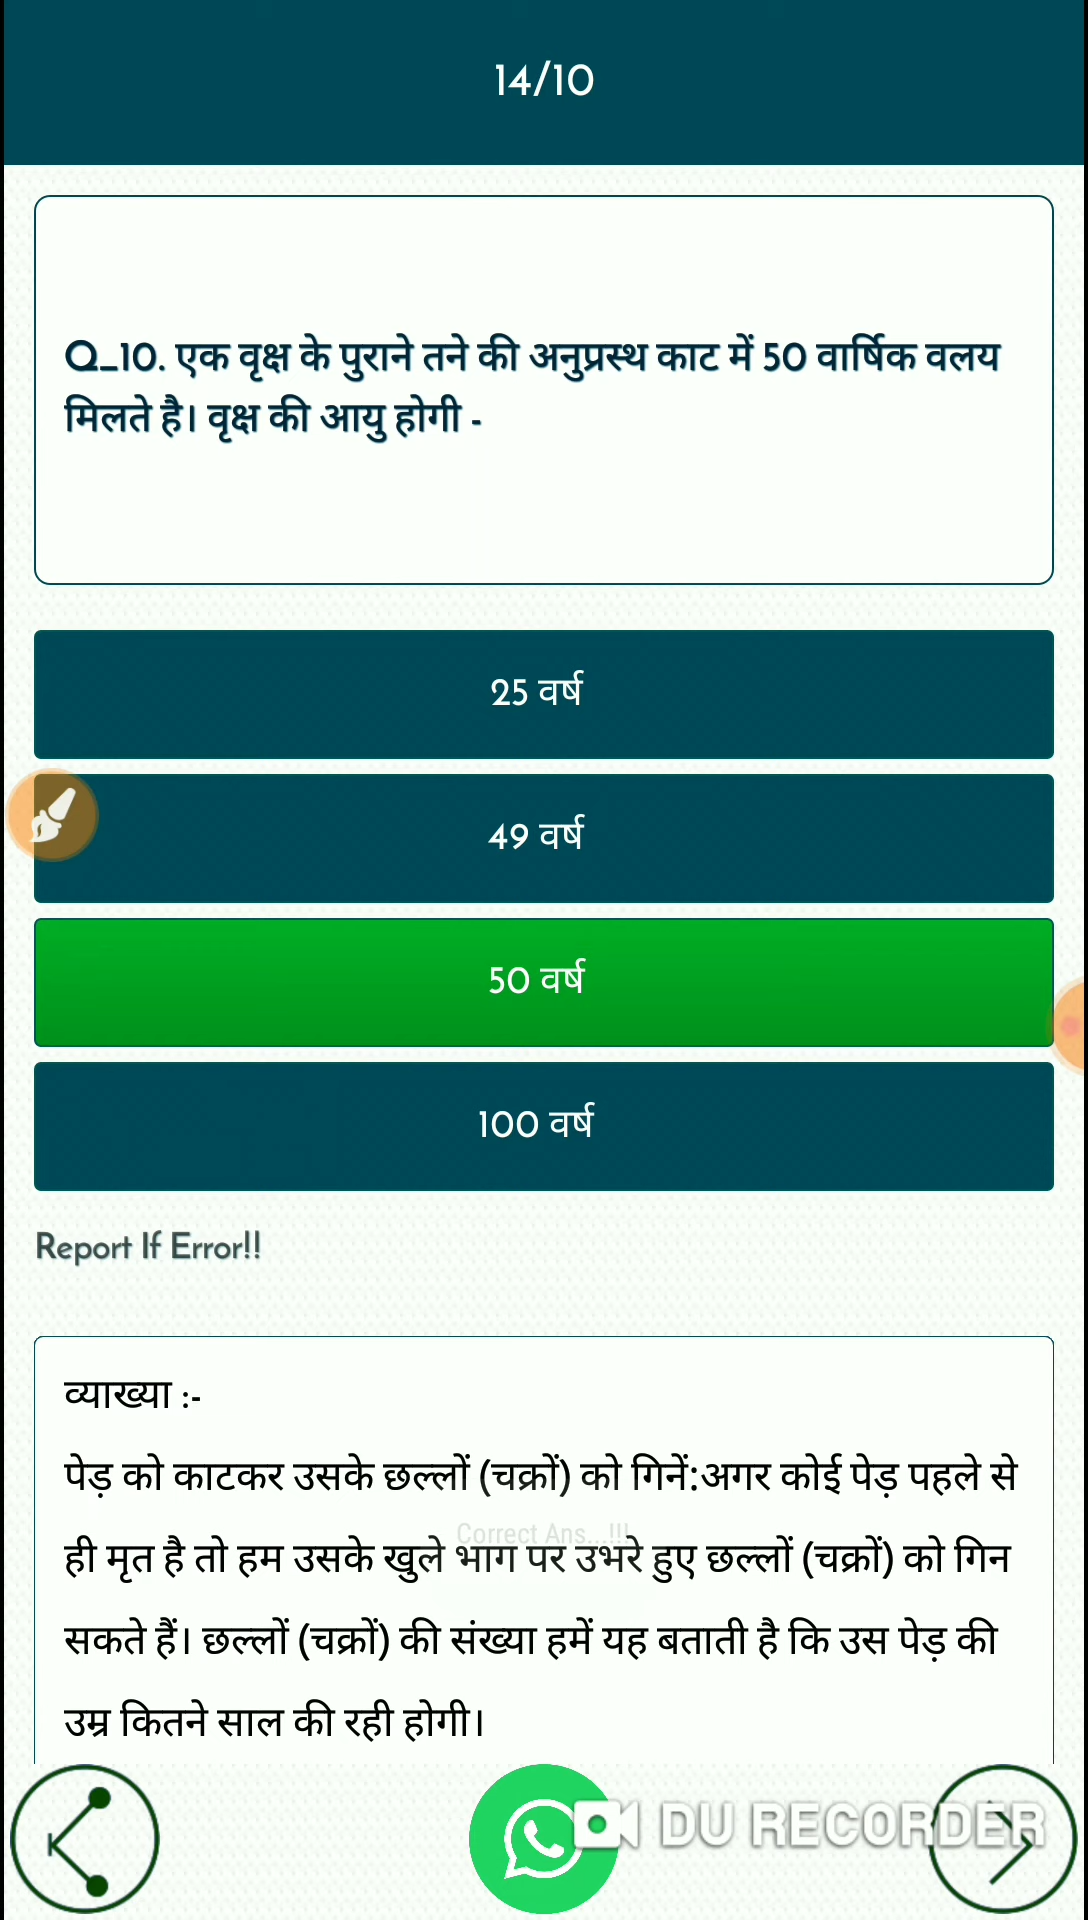 14/10
Q_10. एक वृक्ष के पुराने तने की अनुप्रस्थ काट में 50 वार्षिक वलय
मिलते है। वृक्ष की आयु होगी -
25 वर्ष
49 वर्ष
50 वर्ष
100 वर्ष
Report If Error!!
व्याख्या :-
पेड़ को काटकर उसके छल्लों (चक्रों) को गिनें:अगर कोई पेड़ पहले से
Correct Ans...!!!
ही मृत है तो हम उसके खुले भाग पर उभरे हुए छल्लों (चक्रों) को गिन
सकते हैं। छल्लों (चक्रों) की संख्या हमें यह बताती है कि उस पेड़ की
उम्र कितने साल की रही होगी।
DU RECORDER